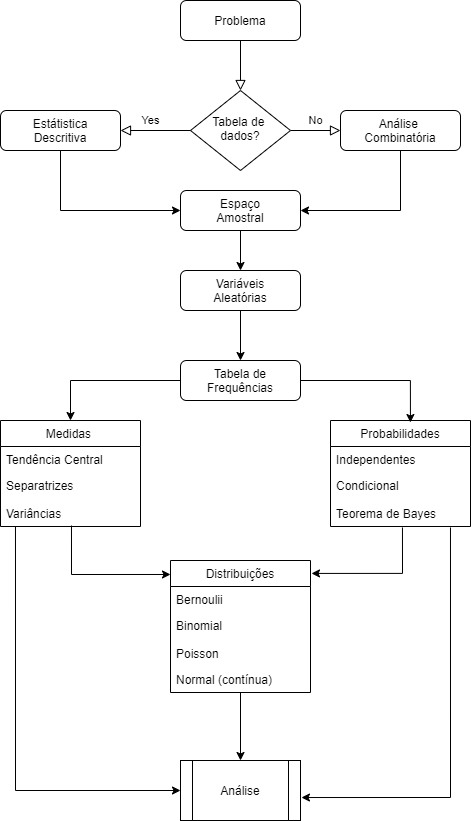 Problema
Tabela de
dados?
Yes
No
Estátistica
Descritiva
Análise
Combinatória
Espaço
Amostral
Variáveis
Aleatórias
Tabela de
Frequências
Medidas
Tendência Central
Separatrizes
Variâncias
Probabilidades
Independentes
Condicional
Teorema de Bayes
Distribuições
Bernoulii
Binomial
Poisson
Normal (contínua)
Análise